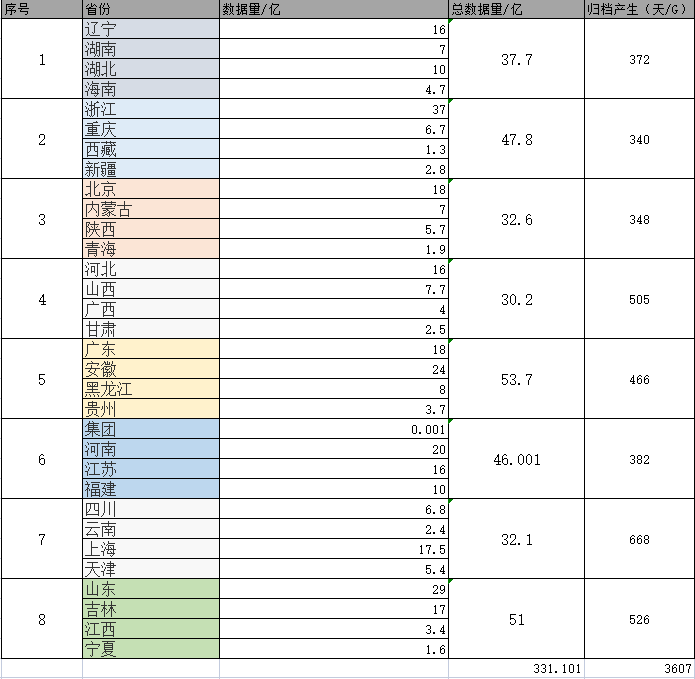 序号 省份 数据量/亿 总数据量/亿 归档产生（天/G）
1 辽宁 16 37.7 372
湖南 7
湖北 10
海南 4.7
2 浙江 37 47.8 340
重庆 6.7
西藏 1.3
新疆 2.8
3 北京 18 32.6 348
内蒙古 7
陕西 5.7
青海 1.9
4 河北 16 30.2 505
山西 7.7
广西 4
甘肃 2.5
5 广东 18 53.7 466
安徽 24
黑龙江 8
贵州 3.7
6 集团 0.001 46.001 382
河南 20
江苏 16
福建 10
7 四川 6.8 32.1 668
云南 2.4
上海 17.5
天津 5.4
8 山东 29 51 526
吉林 17
江西 3.4
宁夏 1.6
331.101 3607